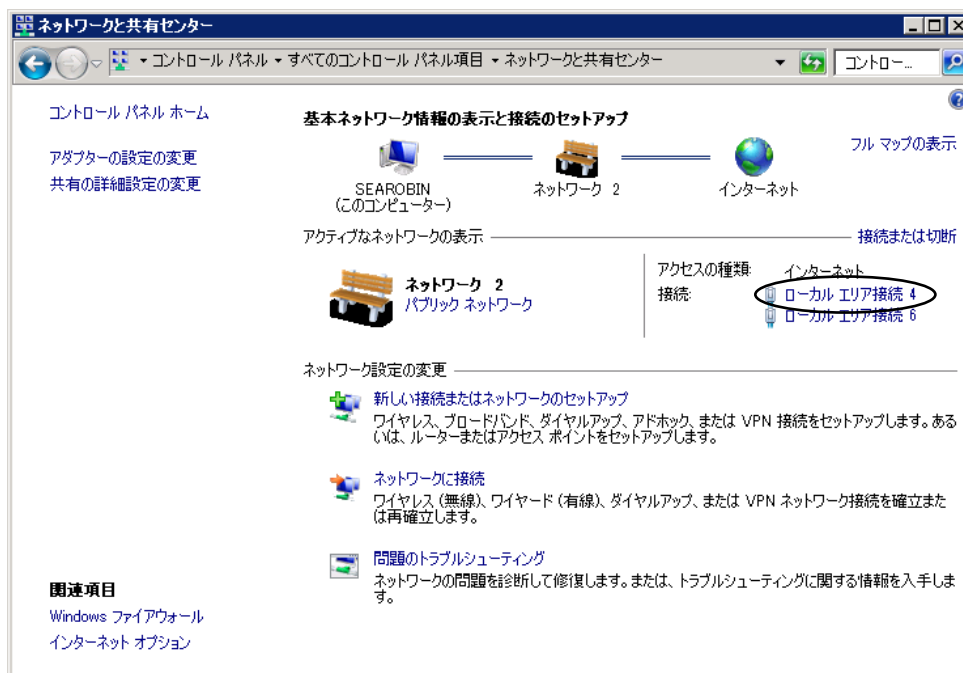 ネットワークと共有センター
コントロール パネル ▾ すべてのコントロール パネル項目 ▾ ネットワークと共有センター
コントロー...
コントロール パネル ホーム
アダプターの設定の変更
共有の詳細設定の変更
基本ネットワーク情報の表示と接続のセットアップ
フル マップの表示
SEAROBIN
(このコンピューター)
ネットワーク 2
インターネット
アクティブなネットワークの表示
接続または切断
ネットワーク 2
パブリック ネットワーク
アクセスの種類: インターネット
接続: ローカル エリア接続 4
ローカル エリア接続 6
ネットワーク設定の変更
新しい接続またはネットワークのセットアップ
ワイヤレス、ブロードバンド、ダイヤルアップ、アドホック、または VPN 接続をセットアップします。ある
いは、ルーターまたはアクセス ポイントをセットアップします。
ネットワークに接続
ワイヤレス (無線)、ワイヤード (有線)、ダイヤルアップ、または VPN ネットワーク接続を確立また
は再確立します。
問題のトラブルシューティング
ネットワークの問題を診断して修復します。または、トラブルシューティングに関する情報を入手しま
す。
関連項目
Windows ファイアウォール
インターネット オプション